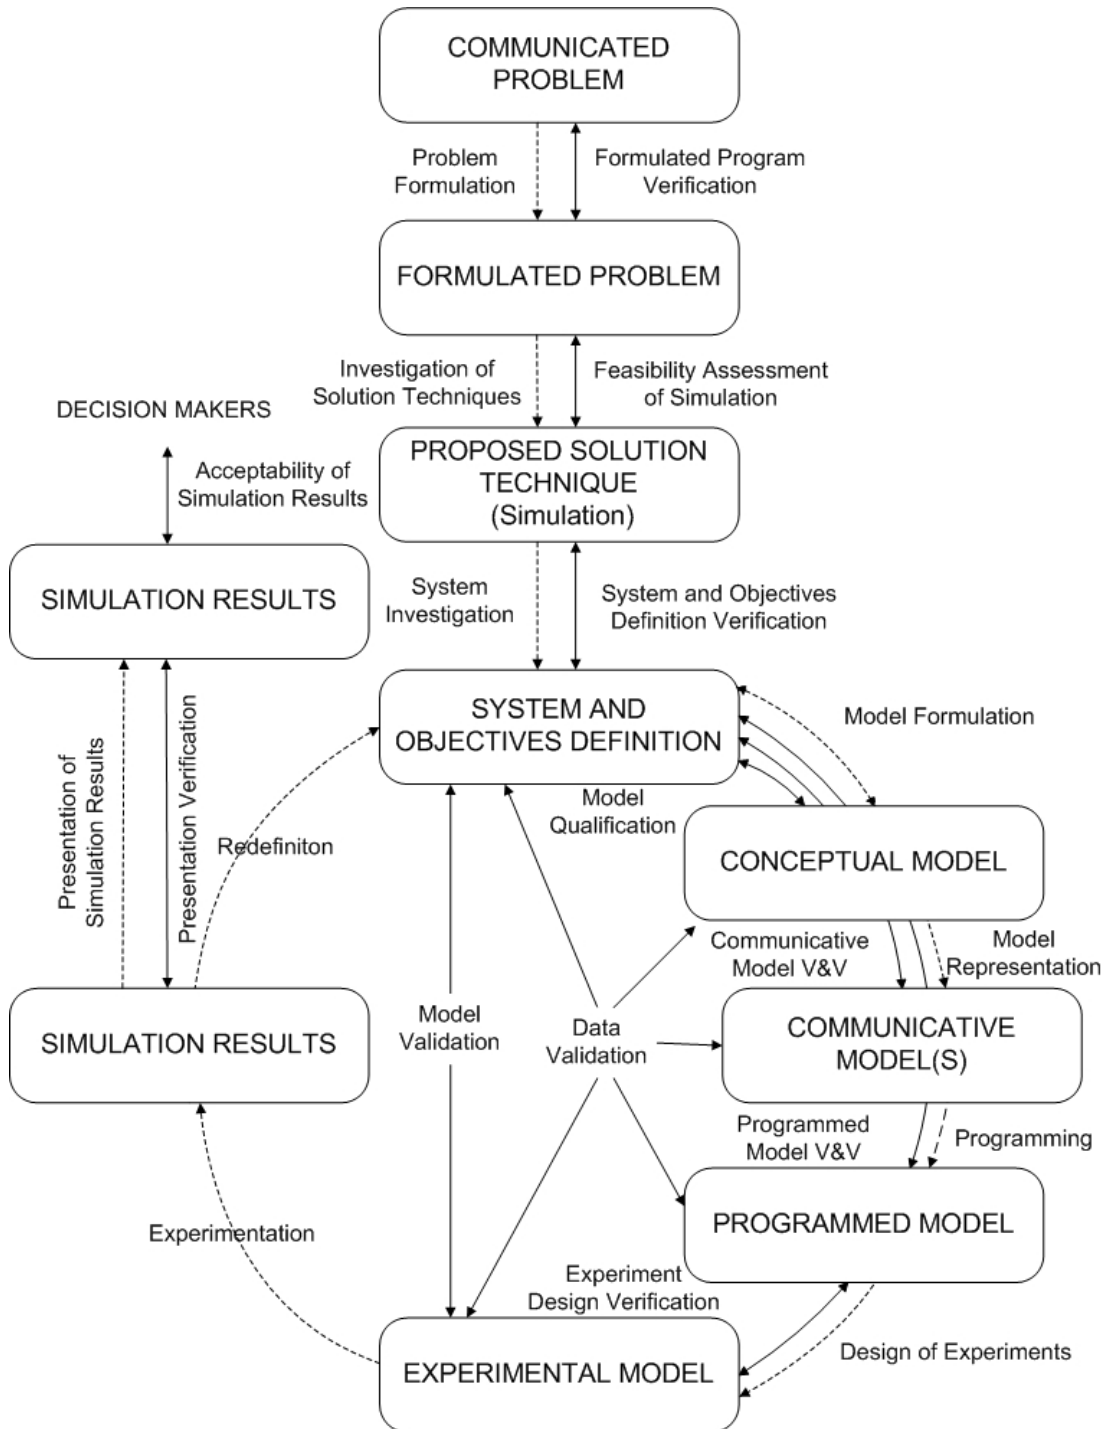 COMMUNICATED
PROBLEM
Problem
Formulation
Formulated Program
Verification
FORMULATED PROBLEM
Investigation of
Solution Techniques
Feasibility Assessment
of Simulation
DECISION MAKERS
Acceptability of
Simulation Results
PROPOSED SOLUTION
TECHNIQUE
(Simulation)
SIMULATION RESULTS
System
Investigation
System and Objectives
Definition Verification
SYSTEM AND
OBJECTIVES DEFINITION
Model Formulation
Presentation of
Simulation Results
Presentation Verification
Redefiniton
Model
Qualification
CONCEPTUAL MODEL
Communicative
Model V&V
Model
Representation
SIMULATION RESULTS
Model
Validation
Data
Validation
COMMUNICATIVE
MODEL(S)
Programmed
Model V&V
Programming
PROGRAMMED MODEL
Experimentation
Experiment
Design Verification
Design of Experiments
EXPERIMENTAL MODEL